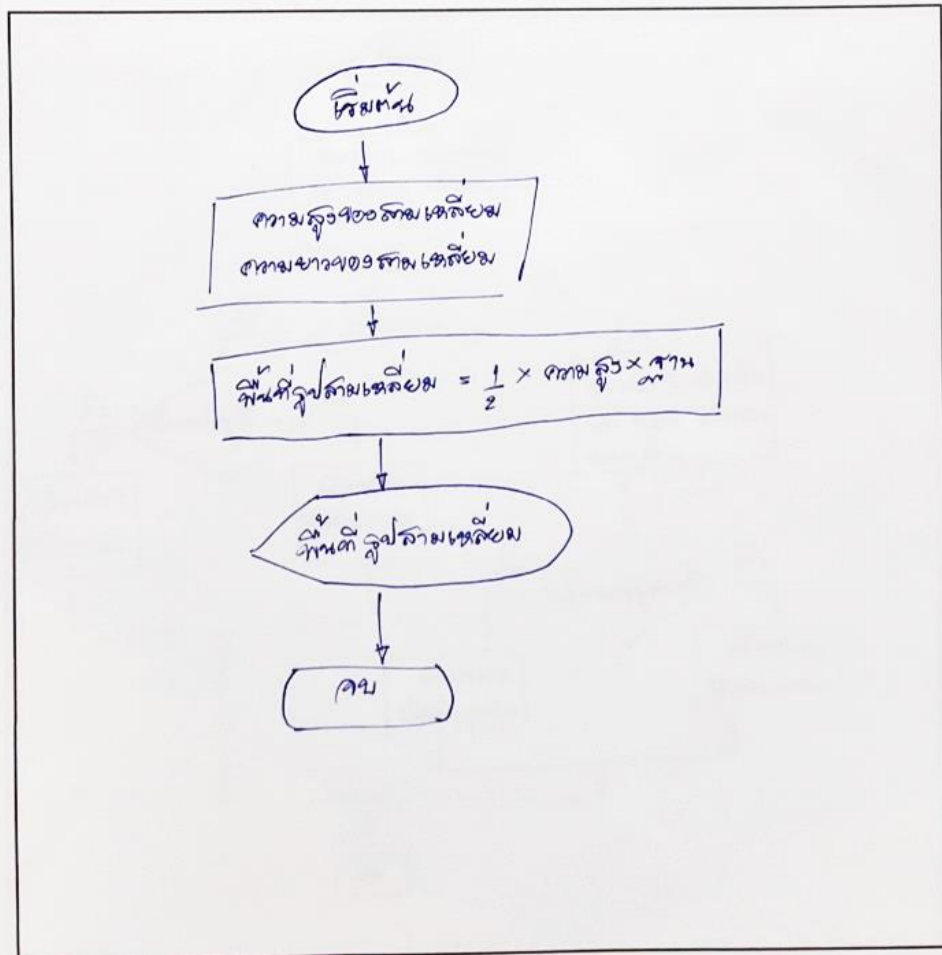 เริ่มต้น
ความสูงของสามเหลี่ยม
ความยาวของสามเหลี่ยม
พื้นที่รูปสามเหลี่ยม = 1/2 × ความสูง × ฐาน
พื้นที่รูปสามเหลี่ยม
จบ